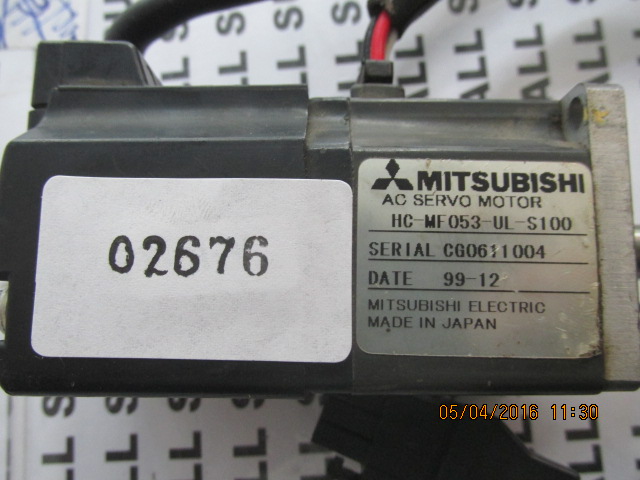 02676
MITSUBISHI
AC SERVO MOTOR
HC-MF053-UL-S100
SERIAL CG0611004
DATE 99-12
MITSUBISHI ELECTRIC
MADE IN JAPAN
05/04/2016 11:30